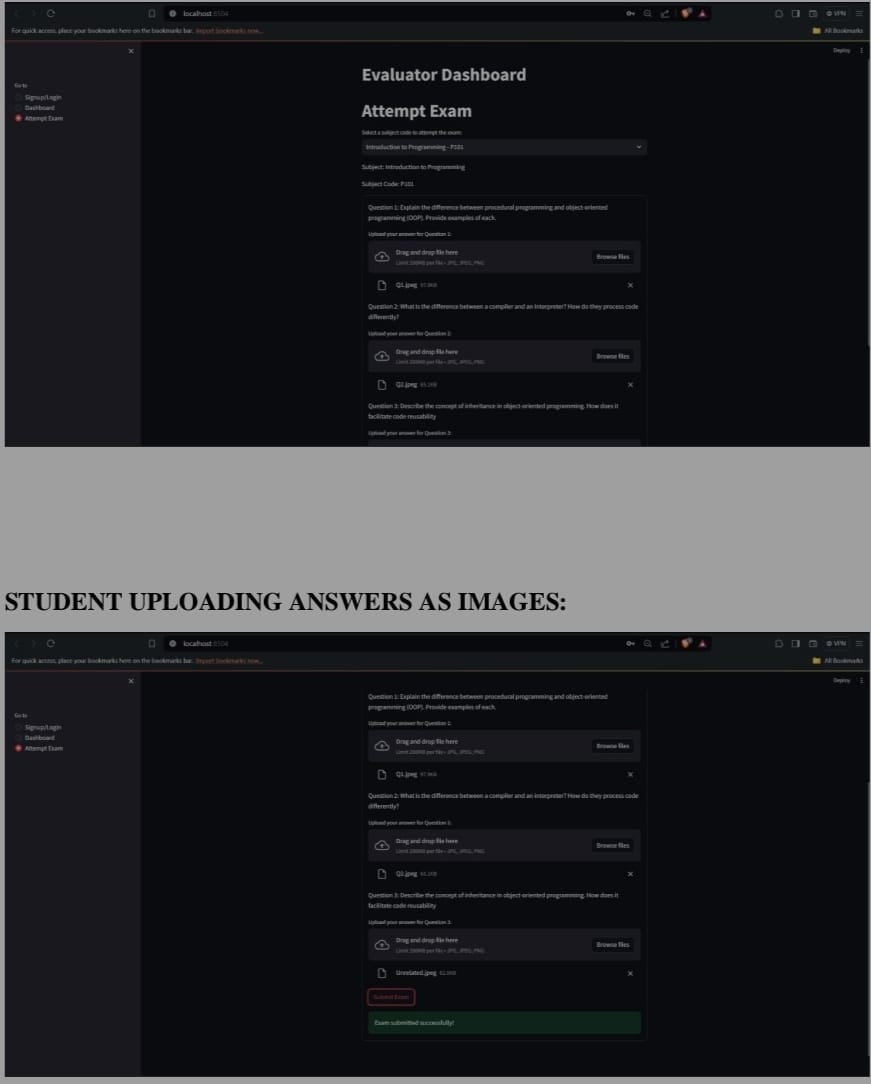 localhost:8504
VPN
For quick access, place your bookmarks here on the bookmarks bar. Import bookmarks now...
All Bookmarks
Deploy
Go to
Signup/Login
Dashboard
Attempt Exam
Evaluator Dashboard
Attempt Exam
Select a subject code to attempt the exam:
Introduction to Programming - P101
Subject: Introduction to Programming
Subject Code: P101
Question 1: Explain the difference between procedural programming and object-oriented
programming (OOP). Provide examples of each.
Upload your answer for Question 1:
Drag and drop file here
Limit 200MB per file • JPG, JPEG, PNG
Browse files
Q1.jpeg 97.9KB
Question 2: What is the difference between a compiler and an interpreter? How do they process code
differently?
Upload your answer for Question 2:
Drag and drop file here
Limit 200MB per file • JPG, JPEG, PNG
Browse files
Q2.jpeg 65.1KB
Question 3: Describe the concept of inheritance in object-oriented programming. How does it
facilitate code reusability
Upload your answer for Question 3:
STUDENT UPLOADING ANSWERS AS IMAGES:
localhost:8504
VPN
For quick access, place your bookmarks here on the bookmarks bar. Import bookmarks now...
All Bookmarks
Deploy
Go to
Signup/Login
Dashboard
Attempt Exam
Question 1: Explain the difference between procedural programming and object-oriented
programming (OOP). Provide examples of each.
Upload your answer for Question 1:
Drag and drop file here
Limit 200MB per file • JPG, JPEG, PNG
Browse files
Q1.jpeg 97.9KB
Question 2: What is the difference between a compiler and an interpreter? How do they process code
differently?
Upload your answer for Question 2:
Drag and drop file here
Limit 200MB per file • JPG, JPEG, PNG
Browse files
Q2.jpeg 65.1KB
Question 3: Describe the concept of inheritance in object-oriented programming. How does it
facilitate code reusability
Upload your answer for Question 3:
Drag and drop file here
Limit 200MB per file • JPG, JPEG, PNG
Browse files
Unrelated.jpeg 62.9KB
Submit Exam
Exam submitted successfully!